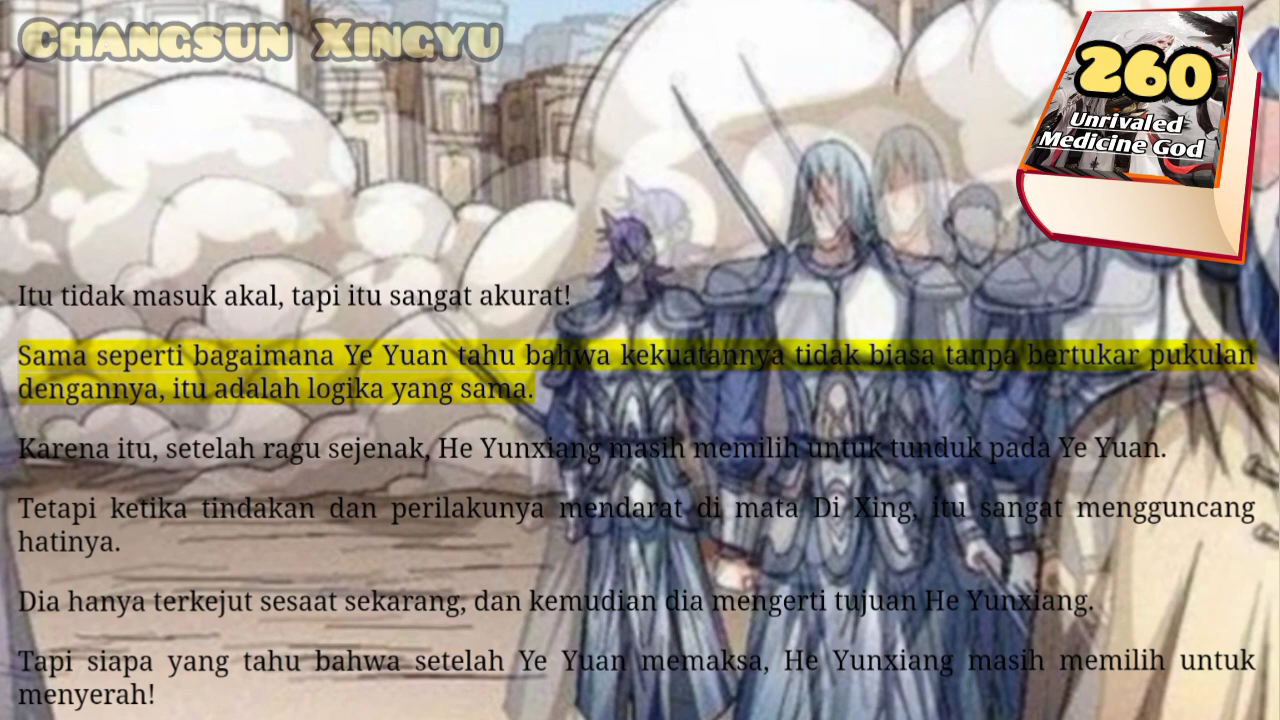 Changsun Xingyu
260
Unrivaled
Medicine God
Itu tidak masuk akal, tapi itu sangat akurat!
Sama seperti bagaimana Ye Yuan tahu bahwa kekuatannya tidak biasa tanpa bertukar pukulan
dengannya, itu adalah logika yang sama.
Karena itu, setelah ragu sejenak, He Yunxiang masih memilih untuk tunduk pada Ye Yuan.
Tetapi ketika tindakan dan perilakunya mendarat di mata Di Xing, itu sangat mengguncang
hatinya.
Dia hanya terkejut sesaat sekarang, dan kemudian dia mengerti tujuan He Yunxiang.
Tapi siapa yang tahu bahwa setelah Ye Yuan memaksa, He Yunxiang masih memilih untuk
menyerah!